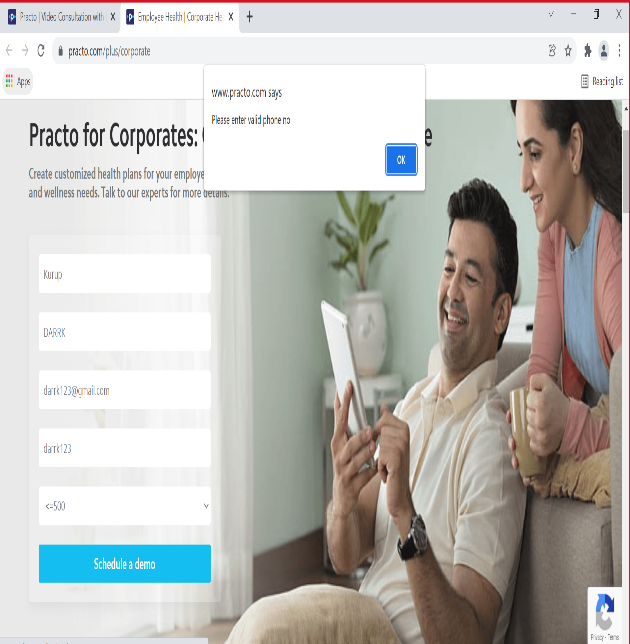 Practo | Video Consultation with
Employee Health | Corporate He
practo.com/plus/corporate
Apps
Reading list
www.practo.com says
Please enter valid phone no
OK
Practo for Corporates:
e
Create customized health plans for your employe
and wellness needs. Talk to our experts for more details.
Kurup
DARRK
darrk123@gmail.com
darrk123
<=500
Schedule a demo
Privacy - Terms